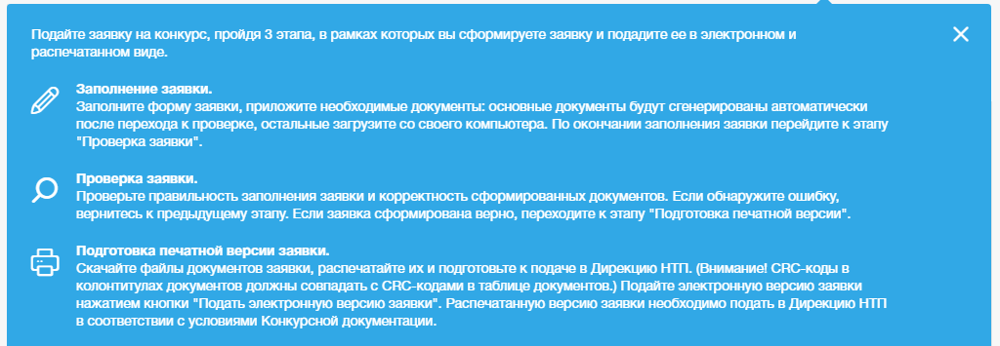 Подайте заявку на конкурс, пройдя 3 этапа, в рамках которых вы сформируете заявку и подадите ее в электронном и
распечатанном виде.
Заполнение заявки.
Заполните форму заявки, приложите необходимые документы: основные документы будут сгенерированы автоматически
после перехода к проверке, остальные загрузите со своего компьютера. По окончании заполнения заявки перейдите к этапу
"Проверка заявки".
Проверка заявки.
Проверьте правильность заполнения заявки и корректность сформированных документов. Если обнаружите ошибку,
вернитесь к предыдущему этапу. Если заявка сформирована верно, переходите к этапу "Подготовка печатной версии".
Подготовка печатной версии заявки.
Скачайте файлы документов заявки, распечатайте их и подготовьте к подаче в Дирекцию НТП. (Внимание! CRC-коды в
колонтитулах документов должны совпадать с CRC-кодами в таблице документов.) Подайте электронную версию заявки
нажатием кнопки "Подать электронную версию заявки". Распечатанную версию заявки необходимо подать в Дирекцию НТП
в соответствии с условиями Конкурсной документации.